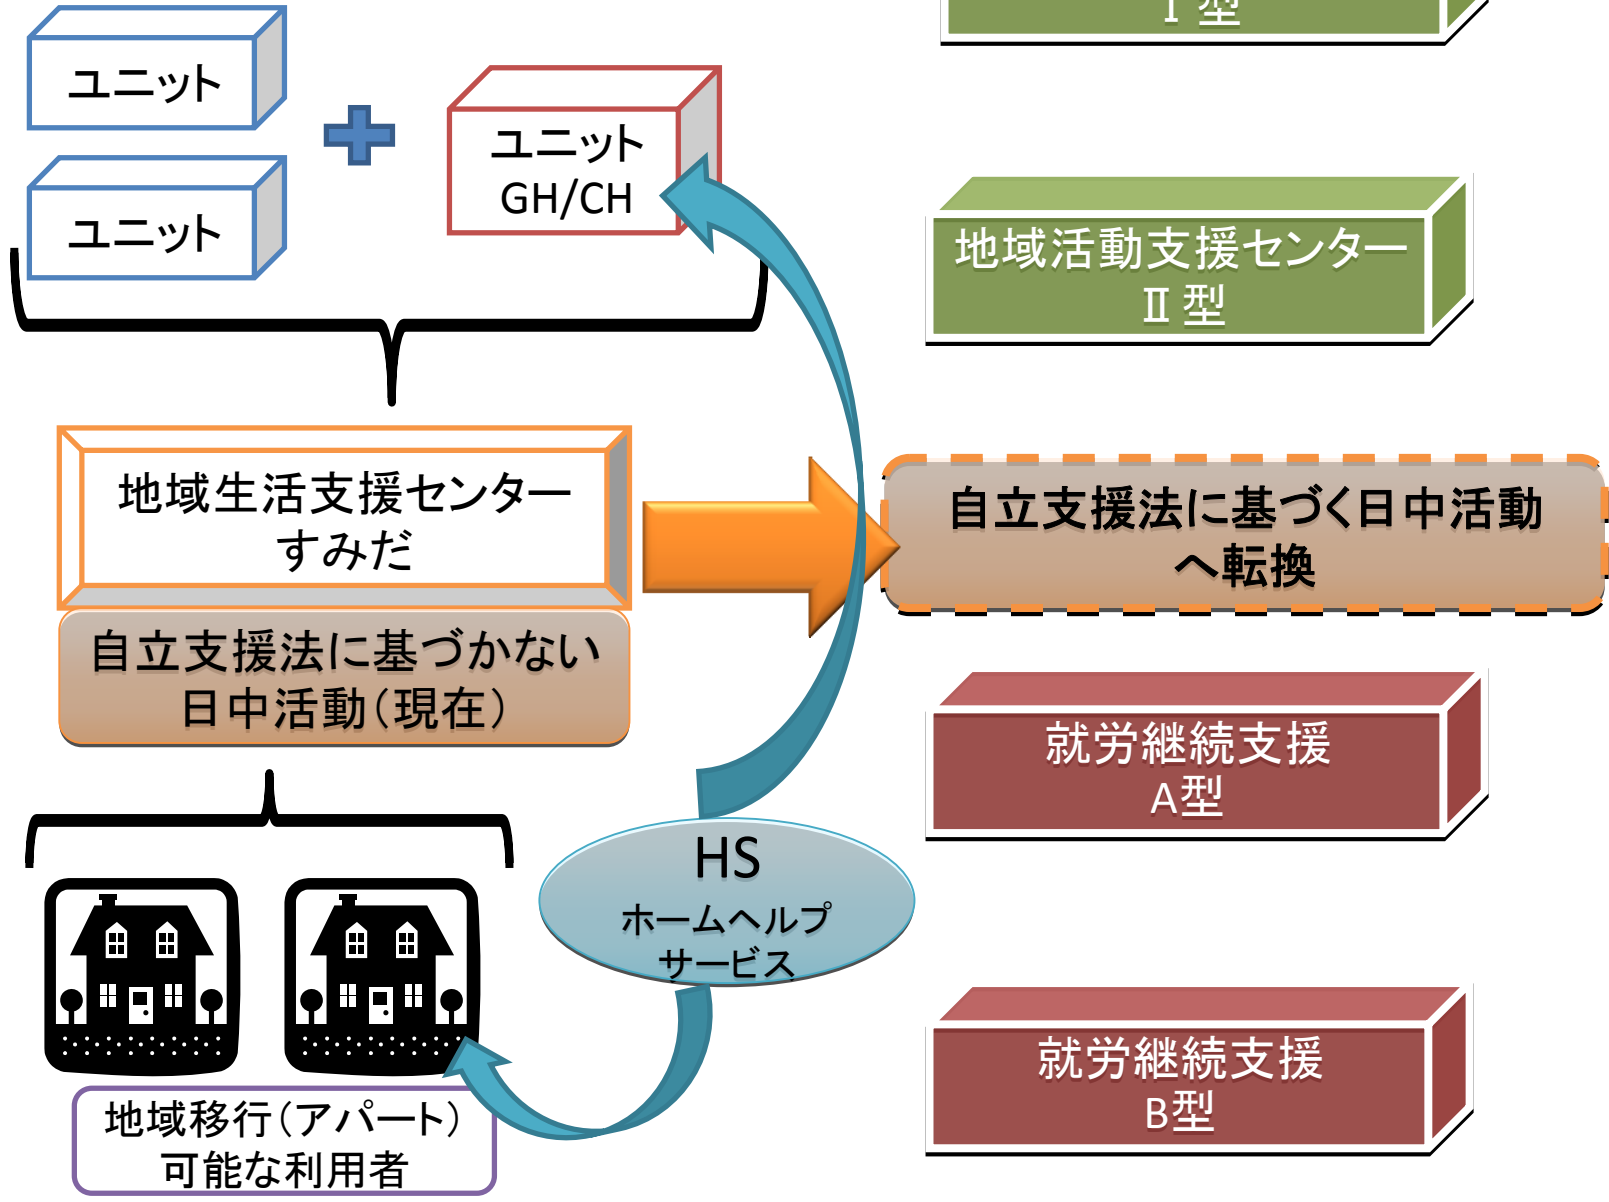 ユニット
ユニット
ユニット
GH/CH
地域生活支援センター
すみだ
自立支援法に基づかない
日中活動（現在）
HS
ホームヘルプ
サービス
地域移行（アパート）
可能な利用者
Ⅰ型
地域活動支援センター
Ⅱ型
自立支援法に基づく日中活動
へ転換
就労継続支援
A型
就労継続支援
B型